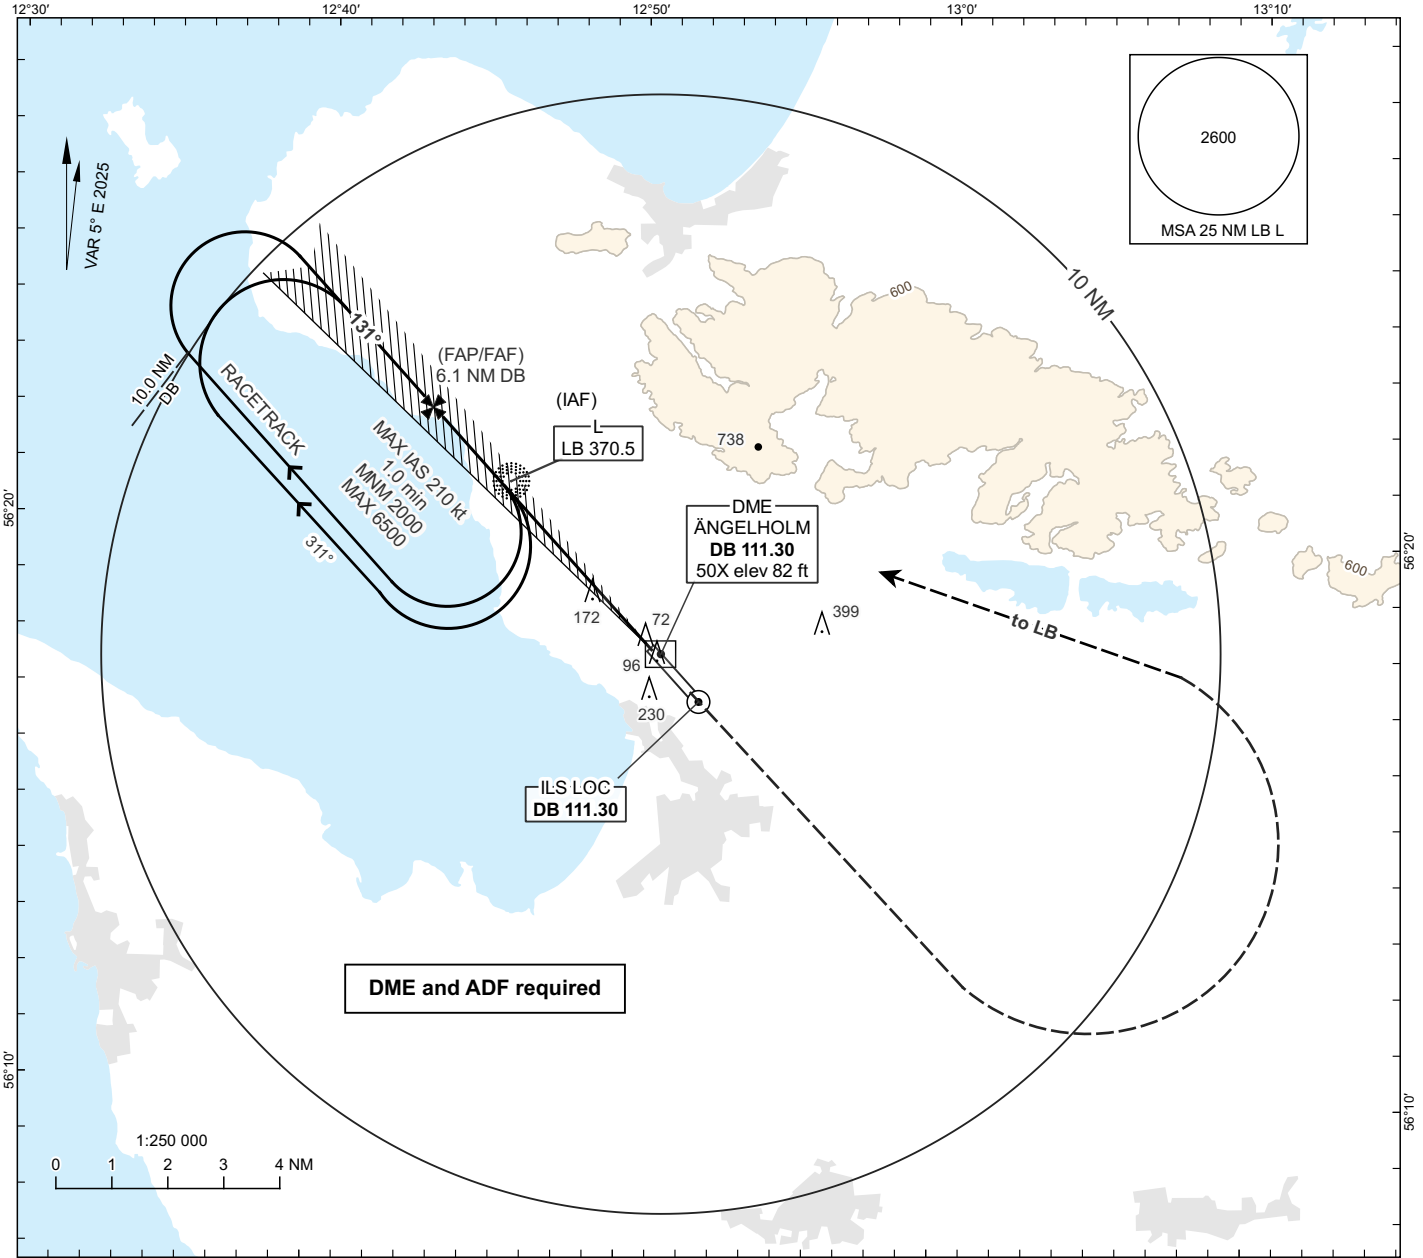 12°30'
12°40'
12°50'
13°0'
13°10'
VAR 5° E 2025
2600
MSA 25 NM LB L
600
10 NM
131°
(FAP/FAF)
6.1 NM DB
10.0 NM
DB
RACETRACK
(IAF)
L
LB 370.5
MAX IAS 210 kt
1.0 min
MNM 2000
MAX 6500
311°
738
DME
ÄNGELHOLM
DB 111.30
50X elev 82 ft
56°20'
56°20'
600
172
72
399
to LB
96
230
ILS LOC
DB 111.30
DME and ADF required
56°10'
56°10'
1:250 000
0 1 2 3 4 NM